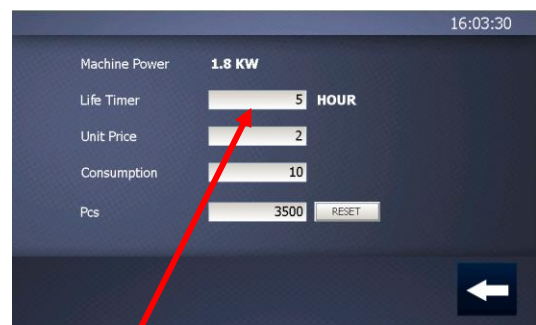 16:03:30
Machine Power 1.8 KW
Life Timer 5 HOUR
Unit Price 2
Consumption 10
Pcs 3500 RESET